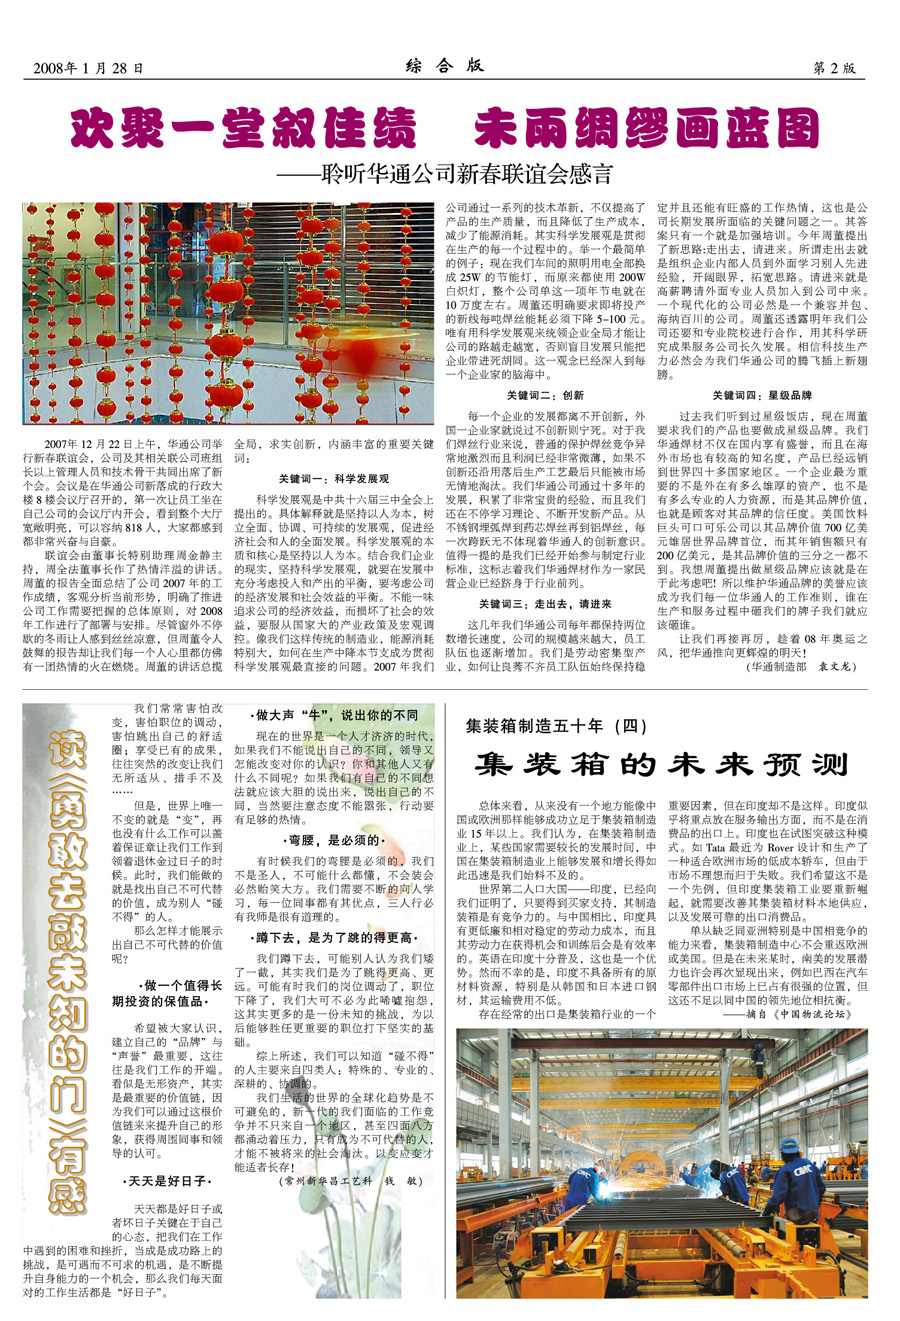 2008年 1 月 28 日
综 合 版
第 2 版
欢聚一堂叙佳绩 未雨绸缪画蓝图
——聆听华通公司新春联谊会感言
2007年 12 月 22 日上午，华通公司举
行新春联谊会，公司及其相关联公司班组
长以上管理人员和技术骨干共同出席了新
个会。会议是在华通公司新落成的行政大
楼 8 楼会议厅召开的，第一次让员工坐在
自己公司的会议厅内开会，看到整个大厅
宽敞明亮，可以容纳 818 人，大家都感到
都非常兴奋与自豪。
联谊会由董事长特别助理周金静主
持，周全法董事长作了热情洋溢的讲话。
周董的报告全面总结了公司 2007 年的工
作成绩，客观分析当前形势，明确了推进
公司工作需要把握的总体原则，对 2008
年工作进行了部署与安排。尽管窗外不停
歇的冬雨让人感到丝丝凉意，但周董令人
鼓舞的报告却让我们每一个人心里都仿佛
有一团热情的火在燃烧。周董的讲话总揽
全局，求实创新，内涵丰富的重要关键
词：
关键词一：科学发展观
科学发展观是中共十六届三中全会上
提出的。具体解释就是坚持以人为本，树
立全面、协调、可持续的发展观，促进经
济社会和人的全面发展。科学发展观的本
质和核心是坚持以人为本。结合我们企业
的现实，坚持科学发展观，就要在发展中
充分考虑投人和产出的平衡，要考虑公司
的经济发展和社会效益的平衡。不能一味
追求公司的经济效益，而损坏了社会的效
益，要服从国家大的产业政策及宏观调
控。像我们这样传统的制造业，能源消耗
特别大，如何在生产中降本节支成为贯彻
科学发展观最直接的问题。2007 年我们
公司通过一系列的技术革新，不仅提高了
产品的生产质量，而且降低了生产成本，
减少了能源消耗。其实科学发展观是贯彻
在生产的每一个过程中的。举一个最简单
的例子：现在我们车间的照明用电全部换
成 25W 的节能灯，而原来都使用 200W
白炽灯，整个公司单这一项年节电就在
10 万度左右。周董还明确要求即将投产
的新线每吨焊丝能耗必须下降 5-100 元。
唯有用科学发展观来统领企业全局才能让
公司的路越走越宽，否则盲目发展只能把
企业带进死胡同。这一观念已经深人到每
一个企业家的脑海中。
关键词二：创新
每一个企业的发展都离不开创新，外
国一企业家就说过不创新则宁死。对于我
们焊丝行业来说，普通的保护焊丝竞争异
常地激烈而且利润已经非常微薄，如果不
创新还沿用落后生产工艺最后只能被市场
无情地淘汰。我们华通公司通过十多年的
发展，积累了非常宝贵的经验，而且我们
还在不停学习理论、不断开发新产品。从
不锈钢埋弧焊到药芯焊丝再到铝焊丝，每
一次跨跃无不体现着华通人的创新意识。
值得一提的是我们已经开始参与制定行业
标准，这标志着我们华通焊材作为一家民
营企业已经跻身于行业前列。
关键词三：走出去，请进来
这几年我们华通公司每年都保持两位
数增长速度，公司的规模越来越大，员工
队伍也逐渐增加。我们是劳动密集型产
业，如何让良莠不齐员工队伍始终保持稳
定并且还能有旺盛的工作热情，这也是公
司长期发展所面临的关键问题之一。其答
案只有一个就是加强培训。今年周董提出
了新思路:走出去，请进来。所谓走出去就
是组织企业内部人员到外面学习别人先进
经验，开阔眼界，拓宽思路。请进来就是
高薪聘请外面专业人员加人到公司中来。
一个现代化的公司必然是一个兼容并包、
海纳百川的公司。周董还透露明年我们公
司还要和专业院校进行合作，用其科学研
究成果服务公司长久发展。相信科技生产
力必然会为我们华通公司的腾飞插上新翅
膀。
关键词四：星级品牌
过去我们听到过星级饭店，现在周董
要求我们的产品也要做成星级品牌。我们
华通焊材不仅在国内享有盛誉，而且在海
外市场也有较高的知名度，产品已经远销
到世界四十多国家地区。一个企业最为重
要的不是外在有多么雄厚的资产，也不是
有多么专业的人力资源，而是其品牌价值，
也就是顾客对其品牌的信任度。美国饮料
巨头可口可乐公司以其品牌价值 700 亿美
元雄居世界品牌首位，而其年销售额只有
200 亿美元，是其品牌价值的三分之一都不
到。我想周董提出做星级品牌应该就是在
于此考虑吧！所以维护华通品牌的美誉应该
成为我们每一位华通人的工作准则，谁在
生产和服务过程中砸我们的牌子我们就应
该砸谁。
让我们再接再厉，趁着 08 年奥运之
风，把华通推向更辉煌的明天！
（华通制造部 袁文龙）
读《勇敢去敲未知的门》有感
我们常常害怕改
变，害怕职位的调动，
害怕跳出自己的舒适
圈；享受已有的成果，
往往突然的改变让我们
无所适从、措手不及
……
但是，世界上唯一
不变的就是“变”，再
也没有什么工作可以盖
着保证章让我们工作到
领着退休金过日子的时
候。此时，我们能做的
就是找出自己不可代替
的价值，成为别人“碰
不得”的人。
那么怎样才能展示
出自己不可代替的价值
呢？
·做一个值得长
期投资的保值品·
希望被大家认识，
建立自己的“品牌”与
“声誉”最重要，这往
往是我们工作的开端。
看似是无形资产，其实
是最重要的价值链，因
为我们可以通过这根价
值链来来提升自己的形
象，获得周围同事和领
导的认可。
·天天是好日子·
天天都是好日子或
者坏日子关键在于自己
的心态，把我们在工作
中遇到的困难和挫折，当成是成功路上的
挑战，是可遇而不可求的机遇，是不断提
升自身能力的一个机会，那么我们每天面
对的工作生活都是“好日子”。
·做大声“牛”，说出你的不同
现在的世界是一个人才济济的时代，
如果我们不能说出自己的不同，领导又
怎能改变对你的认识？你和其他人又有
什么不同呢？如果我们有自己的不同想
法就应该大胆的说出来，说出自己的不
同，当然要注意态度不能嚣张，行动要
有足够的热情。
·弯腰，是必须的·
有时候我们的弯腰是必须的，我们
不是圣人，不可能什么都懂，不会装会
必然贻笑大方。我们需要不断的向人学
习，每一位同事都有其优点，三人行必
有我师是很有道理的。
·蹲下去，是为了跳的得更高·
我们蹲下去，可能别人认为我们矮
了一截，其实我们是为了跳得更高、更
远。可能有时我们的岗位调动了，职位
下降了，我们大可不必为此唏嘘抱怨，
这其实更多的是一份未知的挑战，为以
后能够胜任更重要的职位打下坚实的基
础。
综上所述，我们可以知道“碰不得”
的人主要来自四类人：特殊的、专业的、
深耕的、协调的。
我们生活的世界的全球化趋势是不
可避免的，新一代的我们面临的工作竞
争并不只来自一个地区，甚至四面八方
都涌动着压力，只有成为不可代替的人，
才能不被将来的社会淘汰。以变应变才
能适者长存！
（常州新华昌工艺科 钱 敏）
集装箱制造五十年（四）
集装箱的未来预测
总体来看，从来没有一个地方能像中
国或欧洲那样能够成功立足于集装箱制造
业 15 年以上。我们认为，在集装箱制造
业上，某些国家需要较长的发展时间，中
国在集装箱制造业上能够发展和增长得如
此迅速是我们始料不及的。
世界第二人口大国——印度，已经向
我们证明了，只要得到买家支持，其制造
装箱是有竞争力的。与中国相比，印度具
有更低廉和相对稳定的劳动力成本，而且
其劳动力在获得机会和训练后会是有效率
的。英语在印度十分普及，这也是一个优
势。然而不幸的是，印度不具备所有的原
材料资源，特别是从韩国和日本进口钢
材，其运输费用不低。
存在经常的出口是集装箱行业的一个
重要因素，但在印度却不是这样。印度似
乎将重点放在服务输出方面，而不是在消
费品的出口上。印度也在试图突破这种模
式。如 Tata 最近为 Rover 设计和生产了
一种适合欧洲市场的低成本轿车，但由于
市场不理想而归于失败。我们希望这不是
一个先例，但印度集装箱工业要重新崛
起，就需要改善其集装箱材料本地供应，
以及发展可靠的出口消费品。
单从缺乏同亚洲特别是中国相竞争的
能力来看，集装箱制造中心不会重返欧洲
或美国。但是在未来某时，南美的发展潜
力也许会再次显现出来，例如巴西在汽车
零部件出口市场上已占有很强的位置，但
这还不足以同中国的领先地位相抗衡。
——摘自《中国物流论坛》
CIMC
CIMC